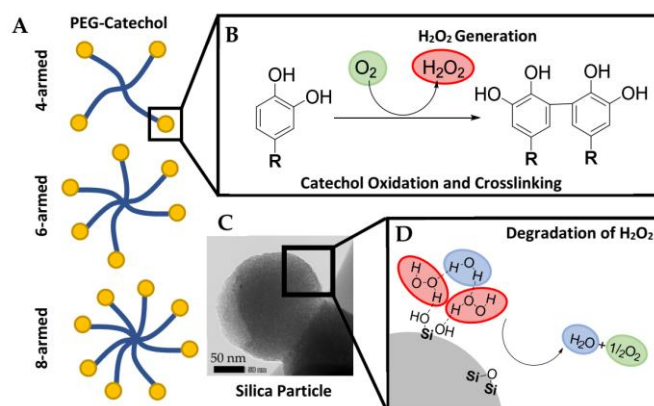 A
PEG-Catechol
4-armed
6-armed
8-armed
B
H₂O₂ Generation
O₂
H₂O₂
OH
OH
R
HO
OH
OH
OH
R
R
Catechol Oxidation and Crosslinking
C
50 nm
Silica Particle
D
Degradation of H₂O₂
H
O
O
H
H
O
H
H
O
O
H
HO
OH
Si
Si
O
Si
H₂O
+
1/2O₂